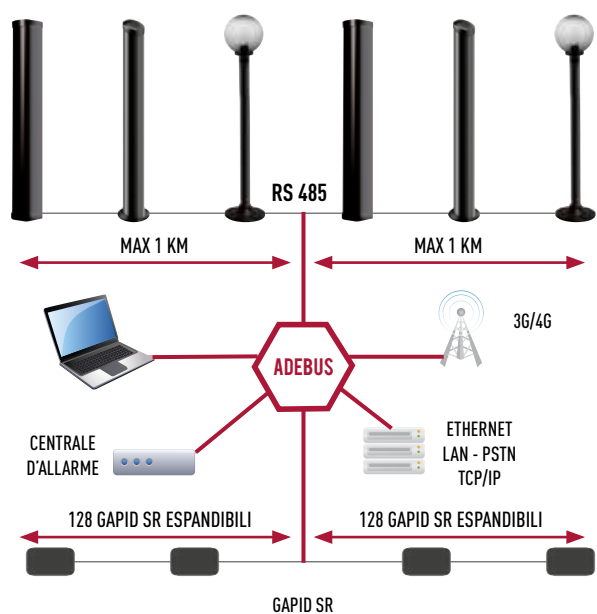 RS 485
MAX 1 KM
MAX 1 KM
3G/4G
ADEBUS
CENTRALE
D'ALLARME
ETHERNET
LAN - PSTN
TCP/IP
128 GAPID SR ESPANDIBILI
128 GAPID SR ESPANDIBILI
GAPID SR